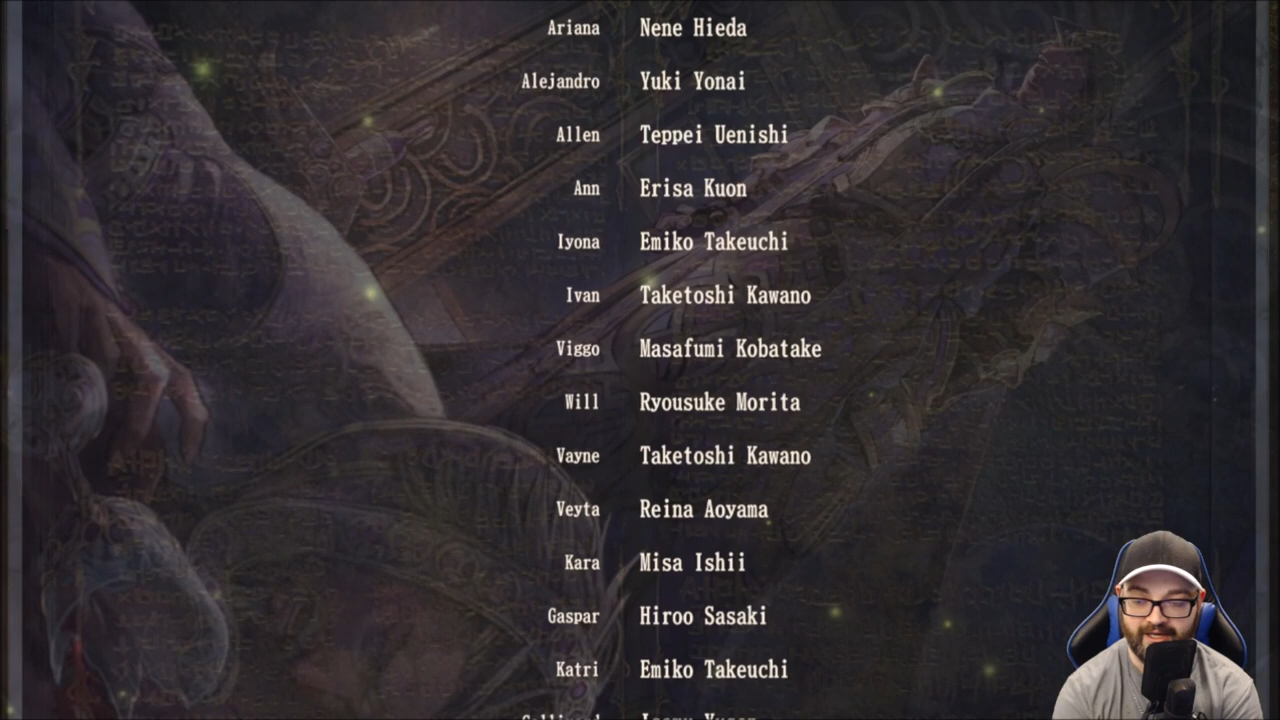 Ariana Nene Hieda
Alejandro Yuki Yonai
Allen Teppei Uenishi
Ann Erisa Kuon
Iyona Emiko Takeuchi
Ivan Taketoshi Kawano
Viggo Masafumi Kobatake
Will Ryousuke Morita
Vayne Taketoshi Kawano
Veyta Reina Aoyama
Kara Misa Ishii
Gaspar Hiroo Sasaki
Katri Emiko Takeuchi